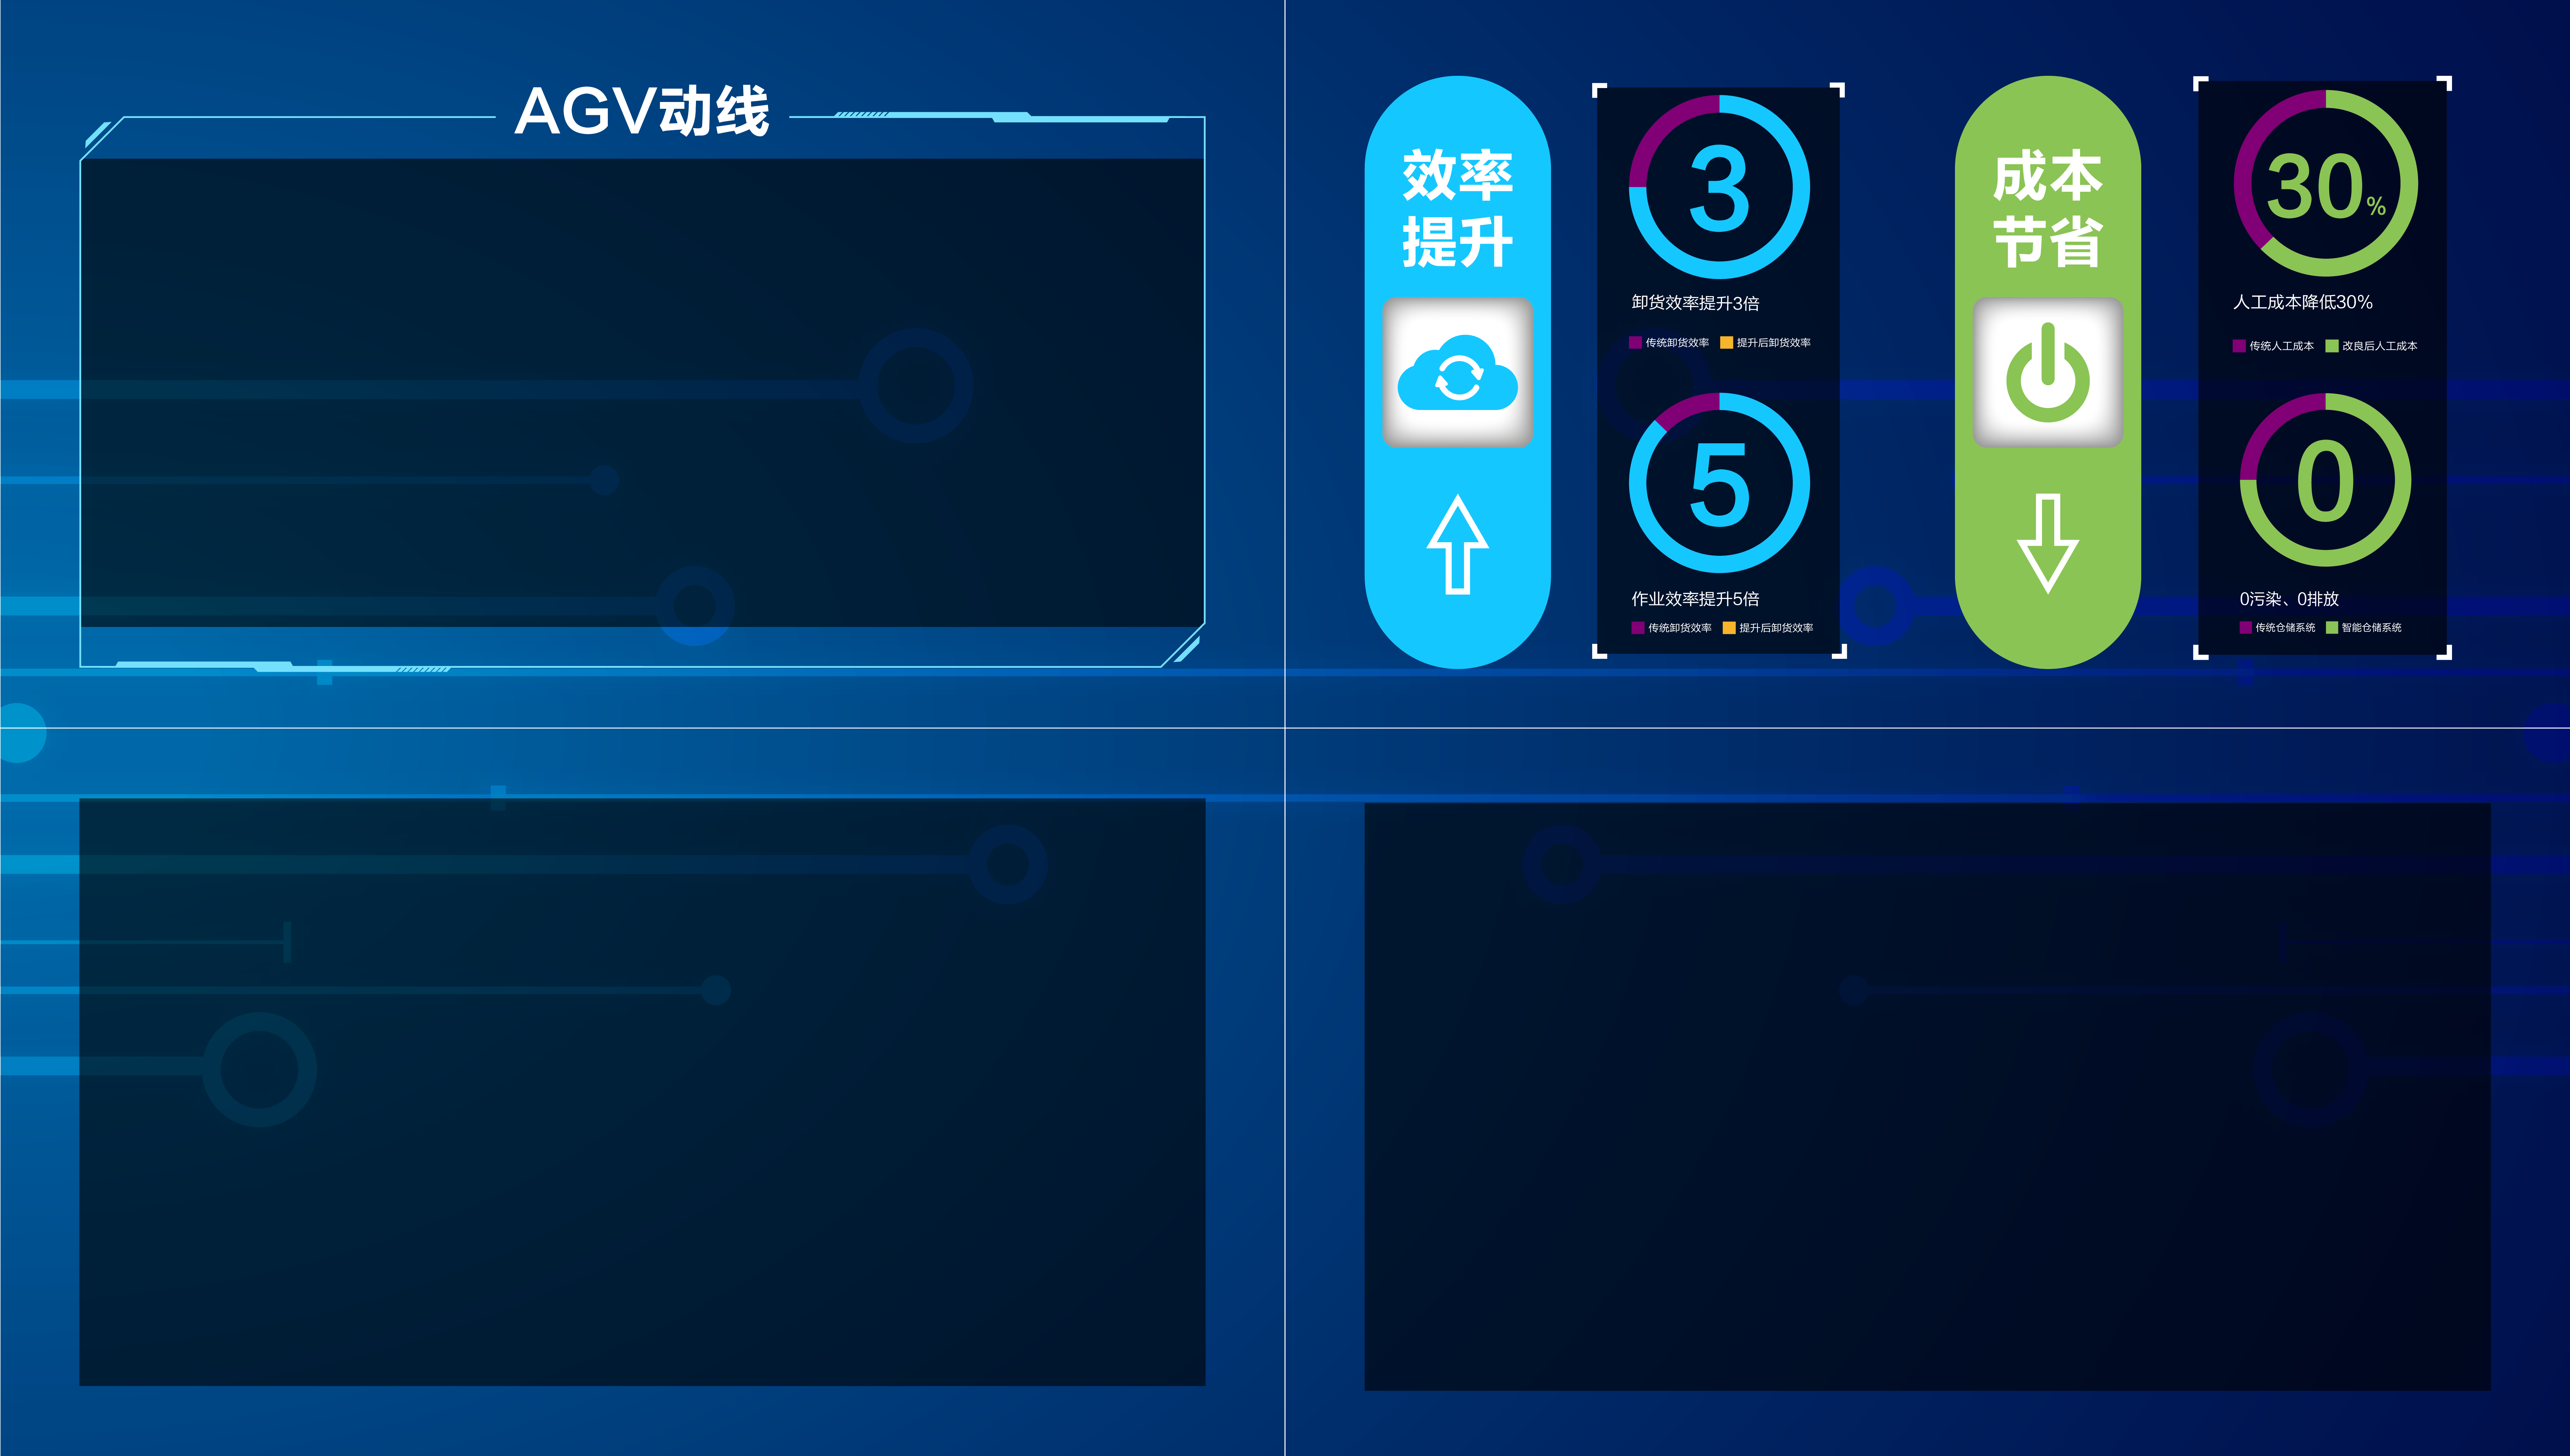 AGV动线
效率
提升
3
卸货效率提升3倍
传统卸货效率 提升后卸货效率
5
作业效率提升5倍
传统卸货效率 提升后卸货效率
成本
节省
30%
人工成本降低30%
传统人工成本 改良后人工成本
0
0污染、0排放
传统仓储系统 智能仓储系统